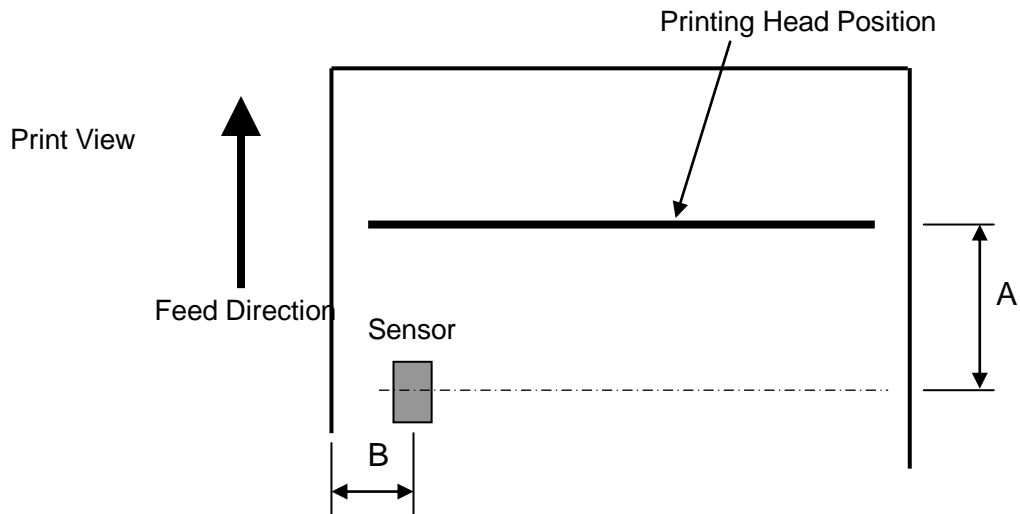 Printing Head Position
Print View
Feed Direction
Sensor
A
B